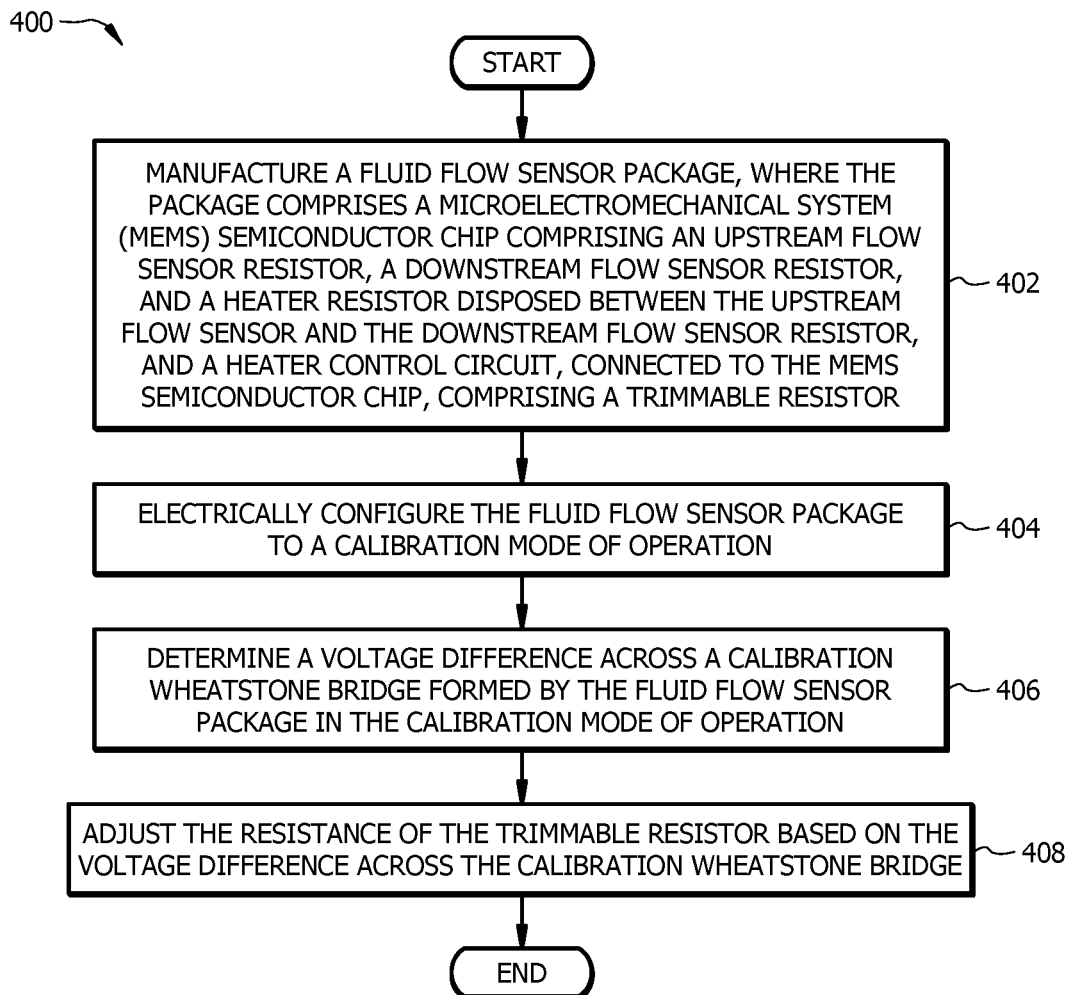 400
START
MANUFACTURE A FLUID FLOW SENSOR PACKAGE, WHERE THE
PACKAGE COMPRISES A MICROELECTROMECHANICAL SYSTEM
(MEMS) SEMICONDUCTOR CHIP COMPRISING AN UPSTREAM FLOW
SENSOR RESISTOR, A DOWNSTREAM FLOW SENSOR RESISTOR,
AND A HEATER RESISTOR DISPOSED BETWEEN THE UPSTREAM
FLOW SENSOR AND THE DOWNSTREAM FLOW SENSOR RESISTOR,
AND A HEATER CONTROL CIRCUIT, CONNECTED TO THE MEMS
SEMICONDUCTOR CHIP, COMPRISING A TRIMMABLE RESISTOR
402
ELECTRICALLY CONFIGURE THE FLUID FLOW SENSOR PACKAGE
TO A CALIBRATION MODE OF OPERATION
404
DETERMINE A VOLTAGE DIFFERENCE ACROSS A CALIBRATION
WHEATSTONE BRIDGE FORMED BY THE FLUID FLOW SENSOR
PACKAGE IN THE CALIBRATION MODE OF OPERATION
406
ADJUST THE RESISTANCE OF THE TRIMMABLE RESISTOR BASED ON THE
VOLTAGE DIFFERENCE ACROSS THE CALIBRATION WHEATSTONE BRIDGE
408
END